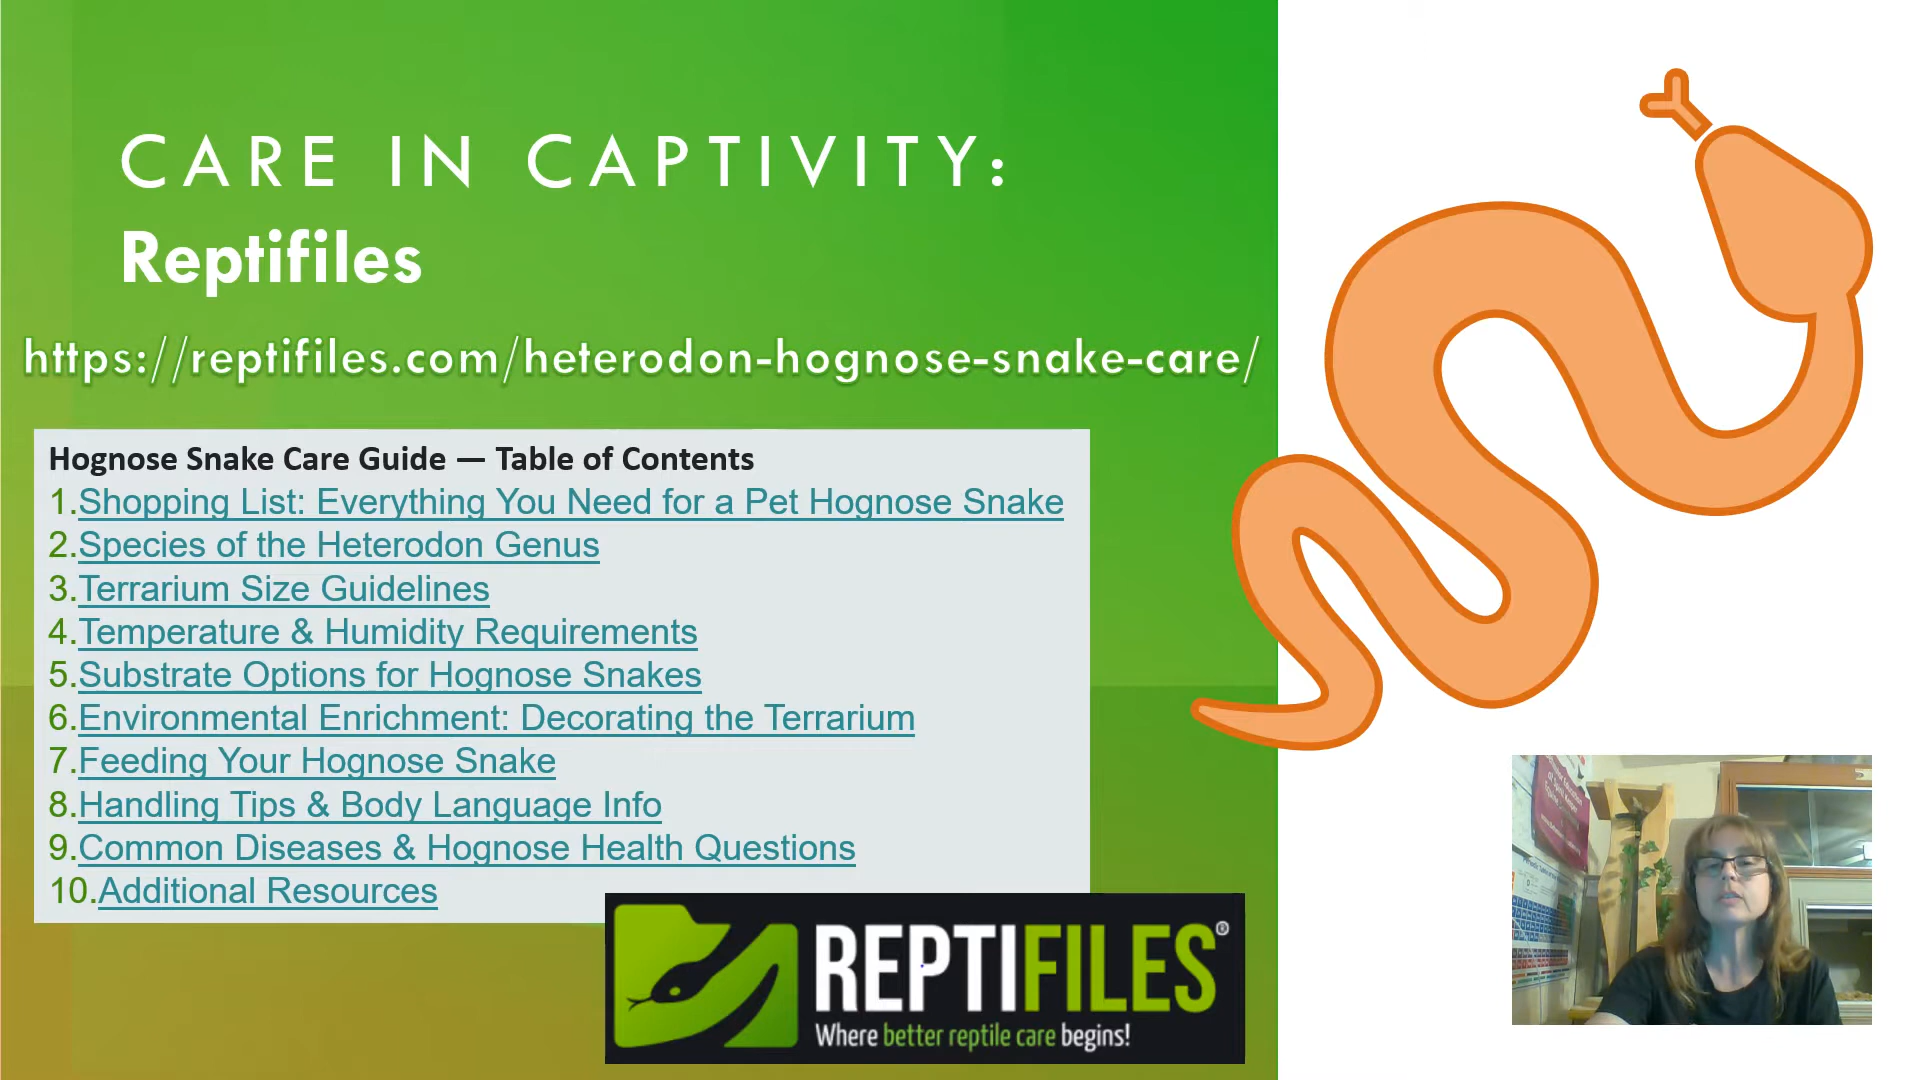 CARE IN CAPTIVITY:
Reptifiles
https://reptifiles.com/heterodon-hognose-snake-care/
Hognose Snake Care Guide — Table of Contents
1.Shopping List: Everything You Need for a Pet Hognose Snake
2.Species of the Heterodon Genus
3.Terrarium Size Guidelines
4.Temperature & Humidity Requirements
5.Substrate Options for Hognose Snakes
6.Environmental Enrichment: Decorating the Terrarium
7.Feeding Your Hognose Snake
8.Handling Tips & Body Language Info
9.Common Diseases & Hognose Health Questions
10.Additional Resources
REPTIFILES®
Where better reptile care begins!